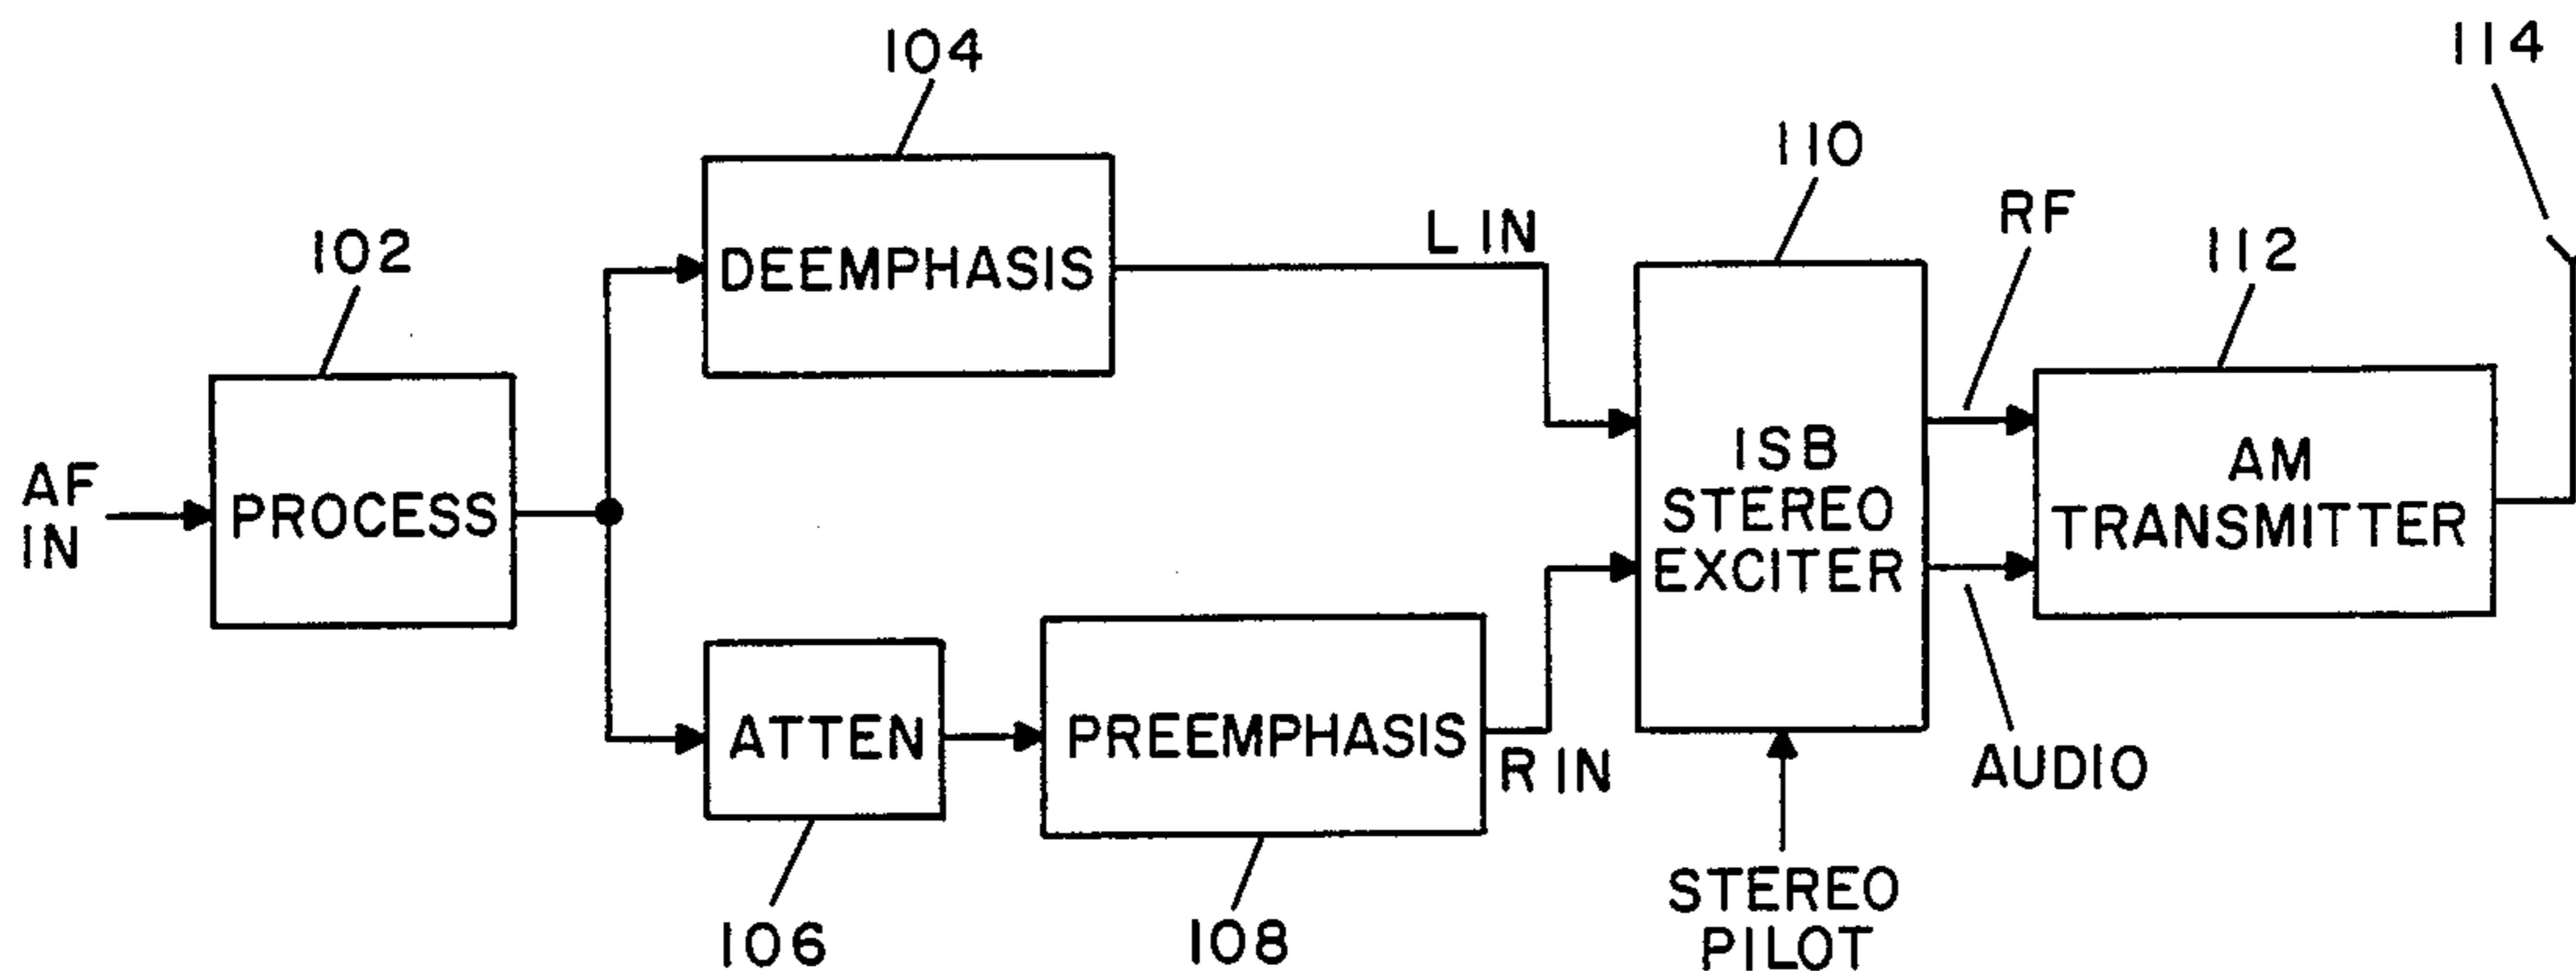 104
114
110
RF
102
L IN
112
DEEMPHASIS
AF
IN
PROCESS
ISB
STEREO
EXCITER
AM
TRANSMITTER
ATTEN
PREEMPHASIS
R IN
AUDIO
106
108
STEREO
PILOT